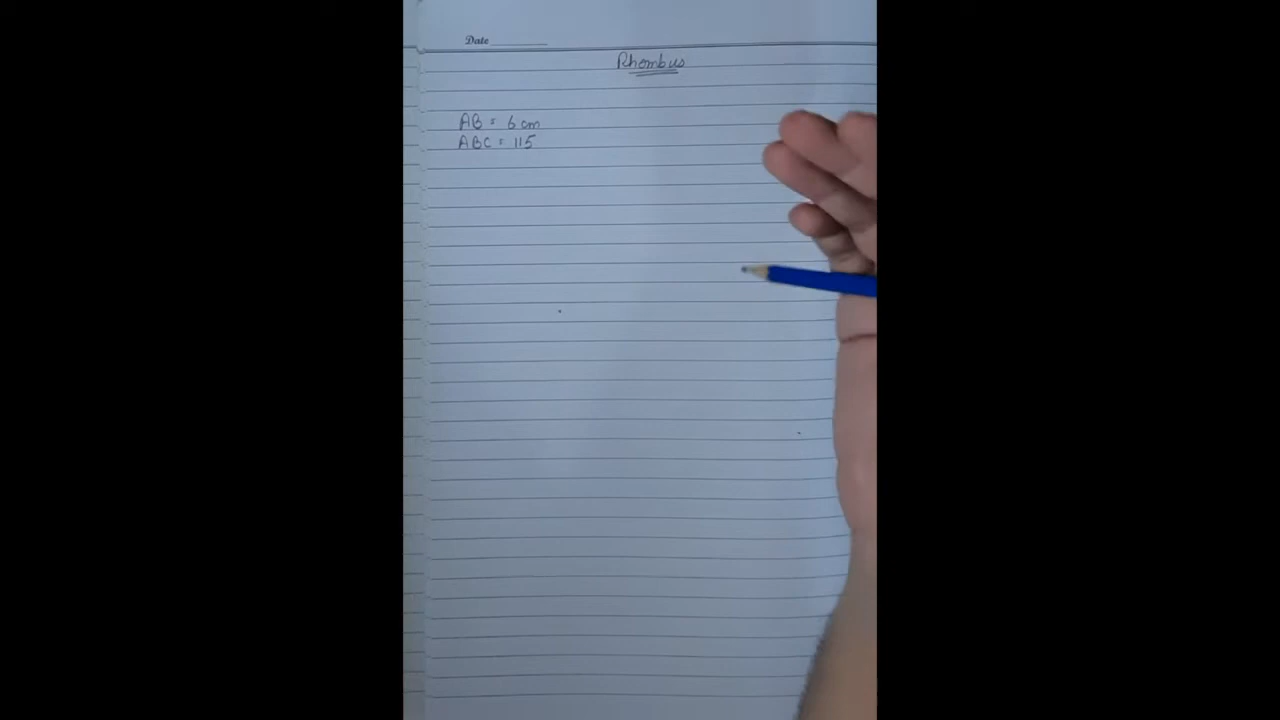 Date
Rhombus
AB = 6 cm
ABC = 115